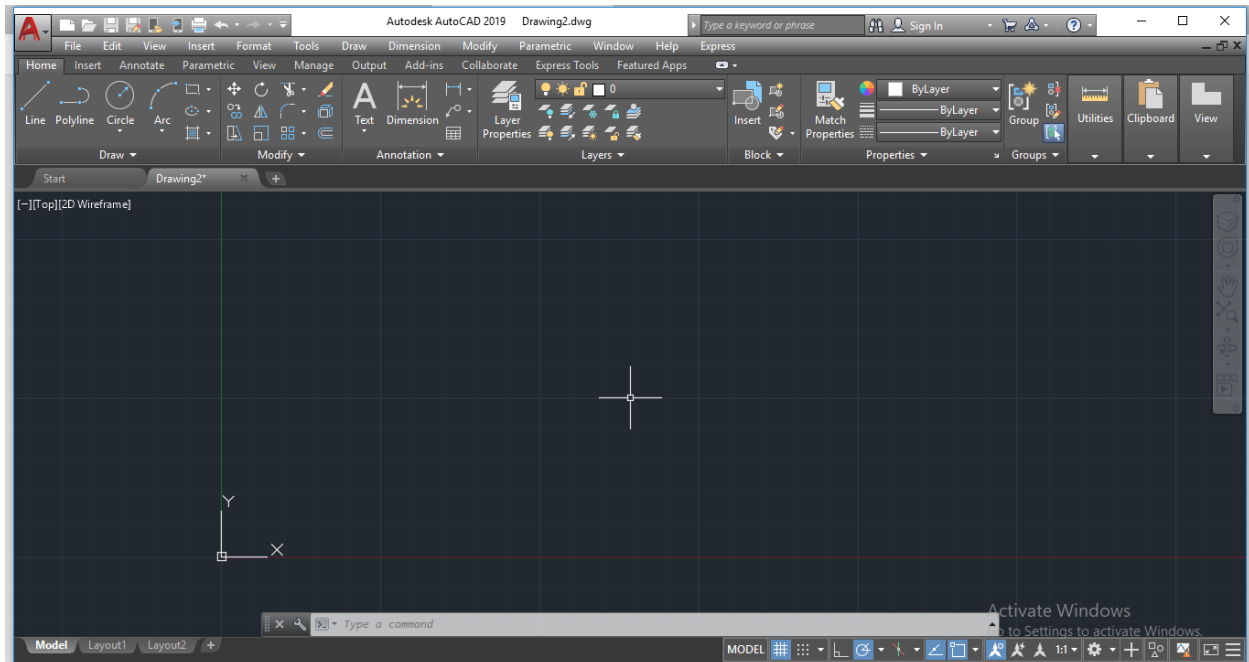 Autodesk AutoCAD 2019 Drawing2.dwg
Type a keyword or phrase
Sign In
File Edit View Insert Format Tools Draw Dimension Modify Parametric Window Help Express
Home Insert Annotate Parametric View Manage Output Add-ins Collaborate Express Tools Featured Apps
0
ByLayer
ByLayer
ByLayer
Line Polyline Circle Arc
Text Dimension
Layer Properties
Insert
Match Properties
Group
Utilities
Clipboard
View
Draw Modify Annotation Layers Block Properties Groups
Start Drawing2*
[−][Top][2D Wireframe]
Y
X
Type a command
Activate Windows
to Settings to activate Windows.
Model Layout1 Layout2
MODEL 1:1